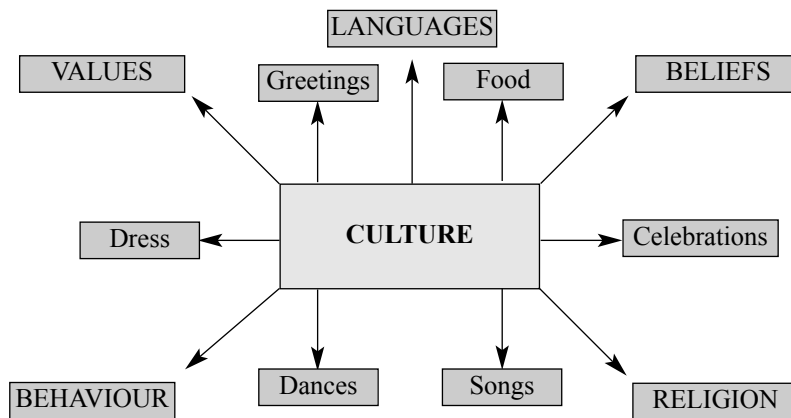 LANGUAGES
VALUES
Greetings
Food
BELIEFS
Dress
CULTURE
Celebrations
BEHAVIOUR
Dances
Songs
RELIGION